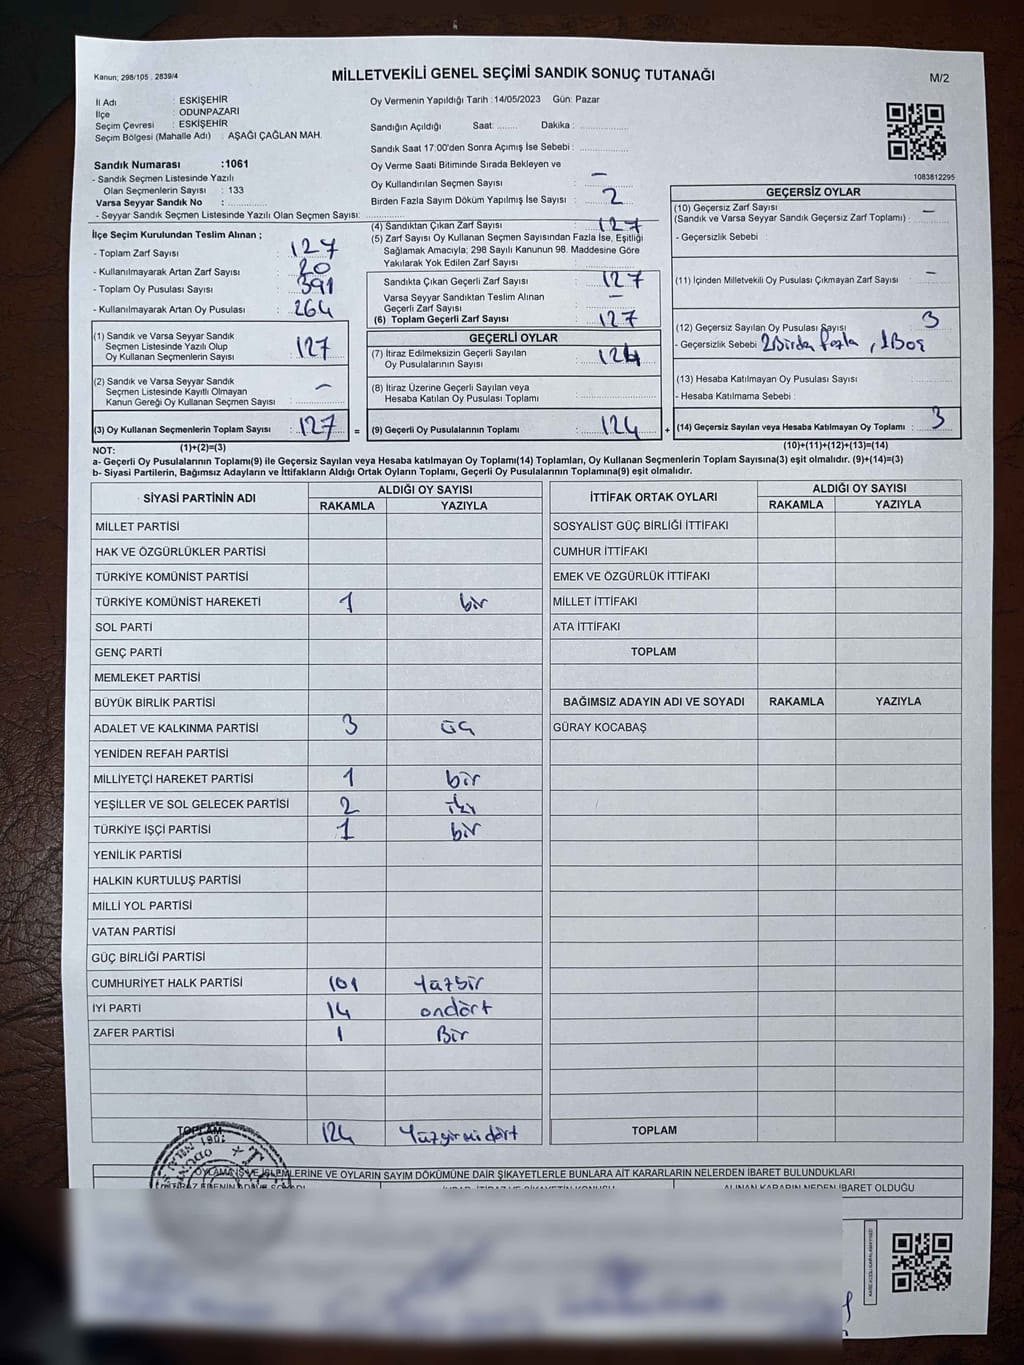 Kanun; 298/105 , 2839/4
MİLLETVEKİLİ GENEL SEÇİMİ SANDIK SONUÇ TUTANAĞI
M/2
İl Adı : ESKİŞEHİR
İlçe : ODUNPAZARI
Seçim Çevresi : ESKİŞEHİR
Seçim Bölgesi (Mahalle Adı) : AŞAĞI ÇAĞLAN MAH.
Sandık Numarası :1061
- Sandık Seçmen Listesinde Yazılı
Olan Seçmenlerin Sayısı : 133
Varsa Seyyar Sandık No :
- Seyyar Sandık Seçmen Listesinde Yazılı Olan Seçmen Sayısı:
Oy Vermenin Yapıldığı Tarih :14/05/2023 Gün: Pazar
Sandığın Açıldığı Saat: Dakika :
Sandık Saat 17:00'den Sonra Açımış İse Sebebi :
Oy Verme Saati Bitiminde Sırada Bekleyen ve
Oy Kullandırılan Seçmen Sayısı : —
Birden Fazla Sayım Döküm Yapılmış İse Sayısı : 2
1083812295
İlçe Seçim Kurulundan Teslim Alınan ;
- Toplam Zarf Sayısı : 127
- Kullanılmayarak Artan Zarf Sayısı : 20
- Toplam Oy Pusulası Sayısı : 391
- Kullanılmayarak Artan Oy Pusulası : 264
(1) Sandık ve Varsa Seyyar Sandık
Seçmen Listesinde Yazılı Olup
Oy Kullanan Seçmenlerin Sayısı : 127
(2) Sandık ve Varsa Seyyar Sandık
Seçmen Listesinde Kayıtlı Olmayan
Kanun Gereği Oy Kullanan Seçmen Sayısı : —
(3) Oy Kullanan Seçmenlerin Toplam Sayısı : 127 =
(1)+(2)=(3)
(4) Sandıktan Çıkan Zarf Sayısı : 127
(5) Zarf Sayısı Oy Kullanan Seçmen Sayısından Fazla İse, Eşitliği
Sağlamak Amacıyla; 298 Sayılı Kanunun 98. Maddesine Göre
Yakılarak Yok Edilen Zarf Sayısı :
Sandıkta Çıkan Geçerli Zarf Sayısı : 127
Varsa Seyyar Sandıktan Teslim Alınan
Geçerli Zarf Sayısı : —
(6) Toplam Geçerli Zarf Sayısı : 127
GEÇERLİ OYLAR
(7) İtiraz Edilmeksizin Geçerli Sayılan
Oy Pusulalarının Sayısı : 124
(8) İtiraz Üzerine Geçerli Sayılan veya
Hesaba Katılan Oy Pusulası Toplamı :
(9) Geçerli Oy Pusulalarının Toplamı : 124 +
GEÇERSİZ OYLAR
(10) Geçersiz Zarf Sayısı
(Sandık ve Varsa Seyyar Sandık Geçersiz Zarf Toplamı) : —
- Geçersizlik Sebebi :
(11) İçinden Milletvekili Oy Pusulası Çıkmayan Zarf Sayısı : —
(12) Geçersiz Sayılan Oy Pusulası Sayısı : 3
- Geçersizlik Sebebi : 2 Birden fazla , 1 Boş
(13) Hesaba Katılmayan Oy Pusulası Sayısı :
- Hesaba Katılmama Sebebi :
(14) Geçersiz Sayılan veya Hesaba Katılmayan Oy Toplamı : 3
(10)+(11)+(12)+(13)=(14)
NOT:
a- Geçerli Oy Pusulalarının Toplamı(9) ile Geçersiz Sayılan veya Hesaba katılmayan Oy Toplamı(14) Toplamları, Oy Kullanan Seçmenlerin Toplam Sayısına(3) eşit olmalıdır. (9)+(14)=(3)
b- Siyasi Partilerin, Bağımsız Adayların ve İttifakların Aldığı Ortak Oyların Toplamı, Geçerli Oy Pusulalarının Toplamına(9) eşit olmalıdır.
SİYASİ PARTİNİN ADI ALDIĞI OY SAYISI
RAKAMLA YAZIYLA
MİLLET PARTİSİ
HAK VE ÖZGÜRLÜKLER PARTİSİ
TÜRKİYE KOMÜNİST PARTİSİ
TÜRKİYE KOMÜNİST HAREKETİ 1 bir
SOL PARTİ
GENÇ PARTİ
MEMLEKET PARTİSİ
BÜYÜK BİRLİK PARTİSİ
ADALET VE KALKINMA PARTİSİ 3 üç
YENİDEN REFAH PARTİSİ
MİLLİYETÇİ HAREKET PARTİSİ 1 bir
YEŞİLLER VE SOL GELECEK PARTİSİ 2 iki
TÜRKİYE İŞÇİ PARTİSİ 1 bir
YENİLİK PARTİSİ
HALKIN KURTULUŞ PARTİSİ
MİLLİ YOL PARTİSİ
VATAN PARTİSİ
GÜÇ BİRLİĞİ PARTİSİ
CUMHURİYET HALK PARTİSİ 101 Yüzbir
İYİ PARTİ 14 ondört
ZAFER PARTİSİ 1 Bir
TOPLAM 124 Yüzyirmidört
İTTİFAK ORTAK OYLARI ALDIĞI OY SAYISI
RAKAMLA YAZIYLA
SOSYALİST GÜÇ BİRLİĞİ İTTİFAKI
CUMHUR İTTİFAKI
EMEK VE ÖZGÜRLÜK İTTİFAKI
MİLLET İTTİFAKI
ATA İTTİFAKI
TOPLAM
BAĞIMSIZ ADAYIN ADI VE SOYADI RAKAMLA YAZIYLA
GÜRAY KOCABAŞ
TOPLAM
OYLAMA İŞ VE İŞLEMLERİNE VE OYLARIN SAYIM DÖKÜMÜNE DAİR ŞİKAYETLERLE BUNLARA AİT KARARLARIN NELERDEN İBARET BULUNDUKLARI
ALINAN KARARIN NEDEN İBARET OLDUĞU